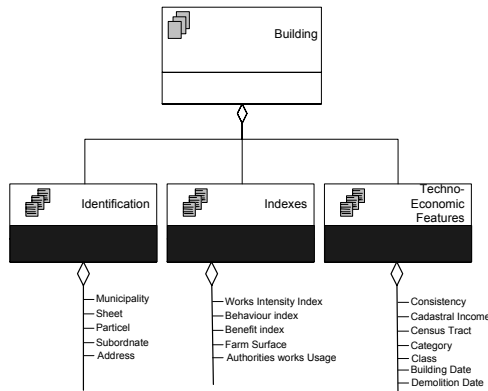 Building
Identification
Indexes
Techno-
Economic
Features
Municipality
Sheet
Particel
Subordnate
Address
Works Intensity Index
Behaviour index
Benefit index
Farm Surface
Authorities works Usage
Consistency
Cadastral Income
Census Tract
Category
Class
Building Date
Demolition Date